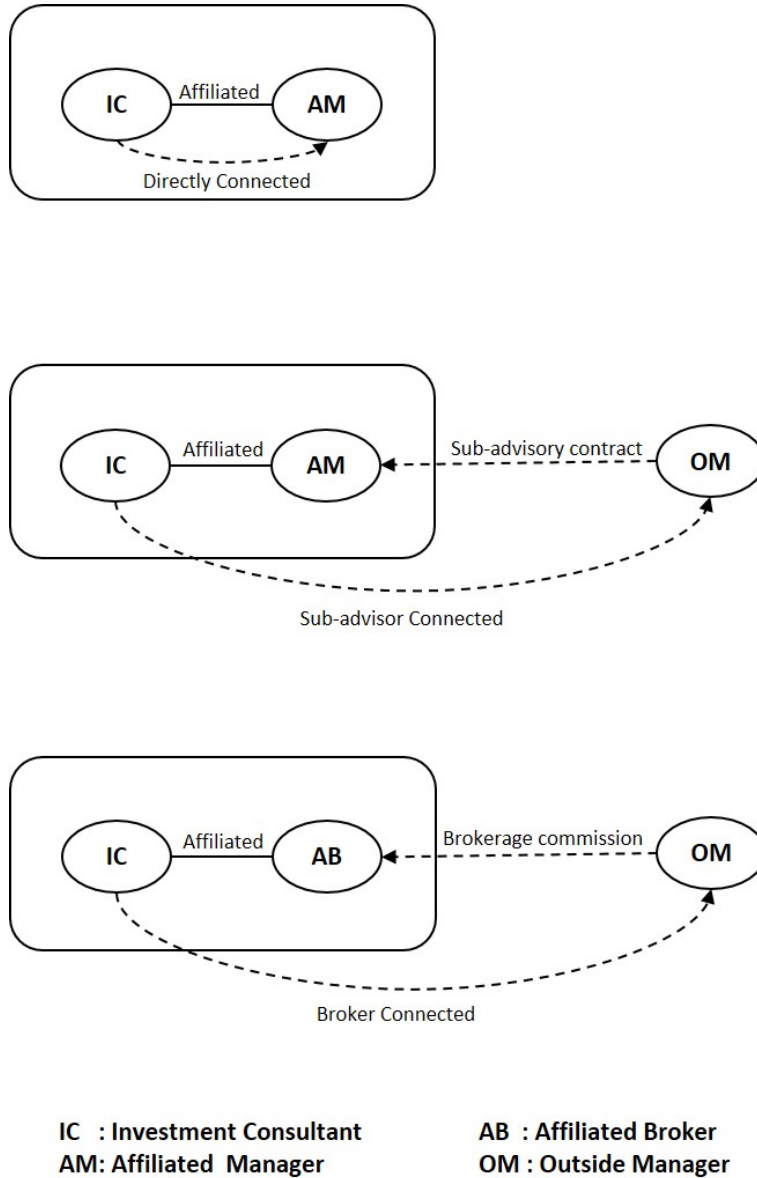 Affiliated
IC
AM
Directly Connected
Affiliated
Sub-advisory contract
IC
AM
OM
Sub-advisor Connected
Affiliated
Brokerage commission
IC
AB
OM
Broker Connected
IC : Investment Consultant
AB : Affiliated Broker
AM: Affiliated Manager
OM : Outside Manager